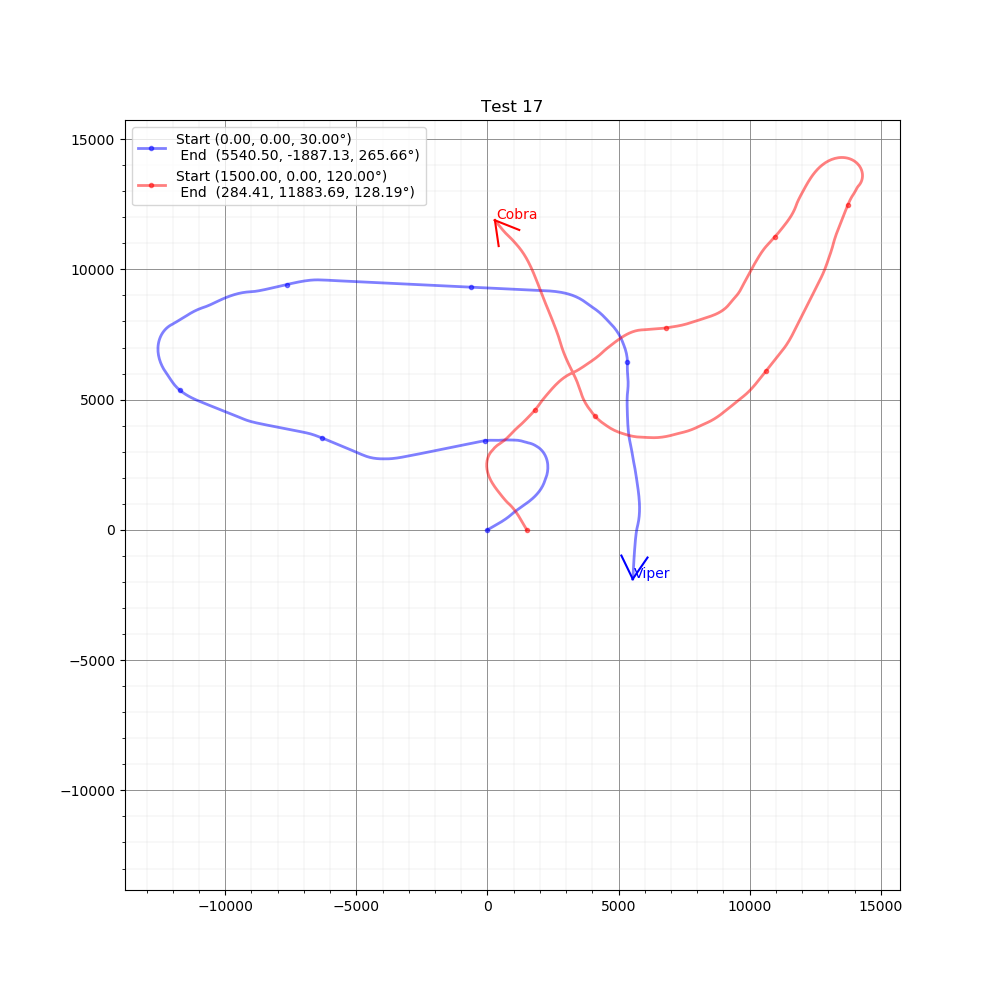 Test 17
Start (0.00, 0.00, 30.00°)
End (5540.50, -1887.13, 265.66°)
Start (1500.00, 0.00, 120.00°)
End (284.41, 11883.69, 128.19°)
15000
10000
5000
0
−5000
−10000
Cobra
Viper
−10000 −5000 0 5000 10000 15000